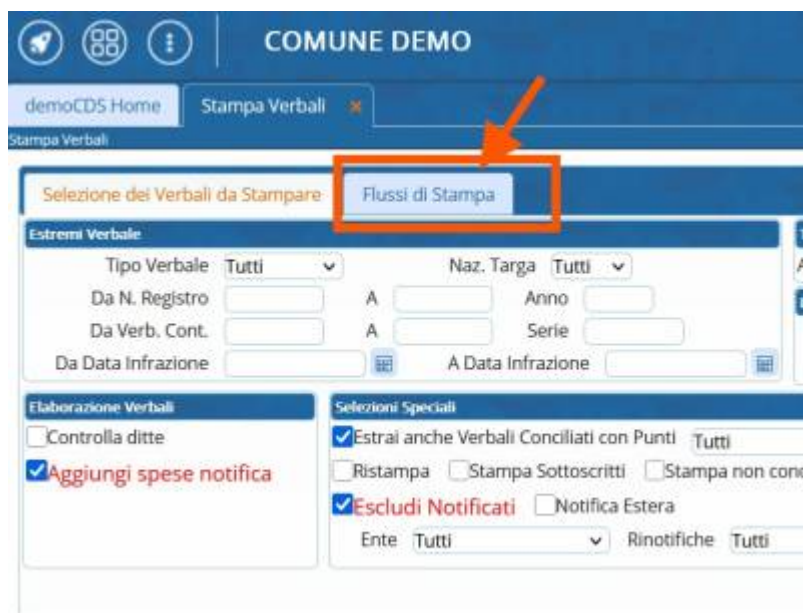 COMUNE DEMO
demoCDS Home Stampa Verbali ×
Stampa Verbali
Selezione dei Verbali da Stampare Flussi di Stampa
Estremi Verbale
Tipo Verbale Tutti Naz. Targa Tutti
Da N. Registro A Anno
Da Verb. Cont. A Serie
Da Data Infrazione A Data Infrazione
Elaborazione Verbali Selezioni Speciali
Controlla ditte Estrai anche Verbali Conciliati con Punti Tutti
Aggiungi spese notifica Ristampa Stampa Sottoscritti Stampa non conc
Escludi Notificati Notifica Estera
Ente Tutti Rinotifiche Tutti